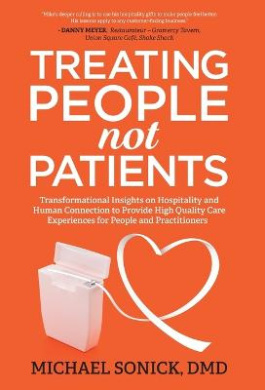 "Mike's deeper calling is to use his hospitality gifts to make people feel better.
His lessons apply to any customer-facing business."
- DANNY MEYER, Restaurateur - Gramercy Tavern,
Union Square Café, Shake Shack
TREATING
PEOPLE
not
PATIENTS
Transformational Insights on Hospitality and
Human Connection to Provide High Quality Care
Experiences for People and Practitioners
MICHAEL SONICK, DMD